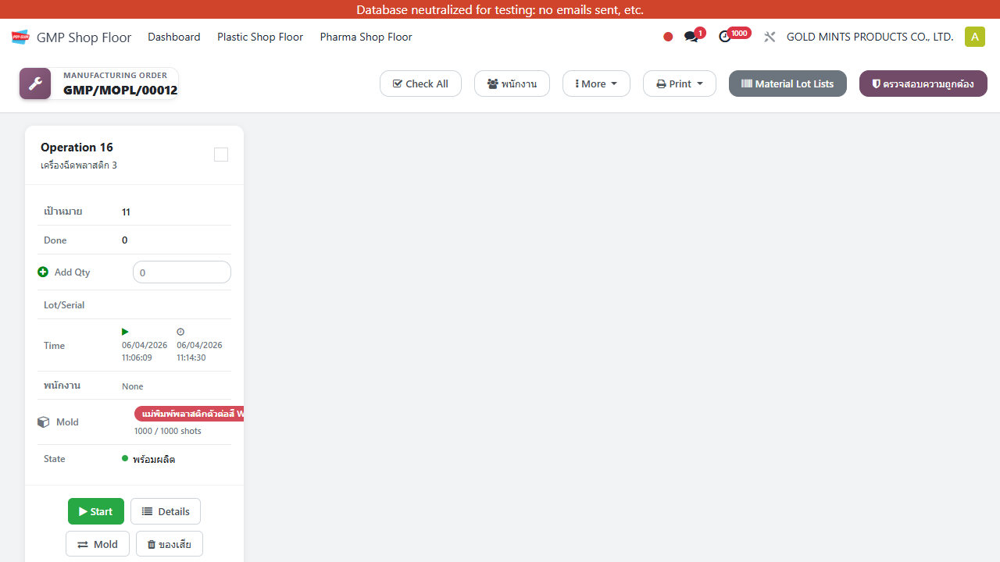 Database neutralized for testing: no emails sent, etc.
GMP Shop Floor Dashboard Plastic Shop Floor Pharma Shop Floor 1 1000 GOLD MINTS PRODUCTS CO., LTD. A
MANUFACTURING ORDER
GMP/MOPL/00012
Check All พนักงาน More Print Material Lot Lists ตรวจสอบความถูกต้อง
Operation 16
เครื่องฉีดพลาสติก 3
เป้าหมาย 11
Done 0
Add Qty 0
Lot/Serial
Time 06/04/2026 11:06:09 06/04/2026 11:14:30
พนักงาน None
Mold แม่พิมพ์พลาสติกตัวต่อสี W
1000 / 1000 shots
State พร้อมผลิต
Start Details
Mold ของเสีย